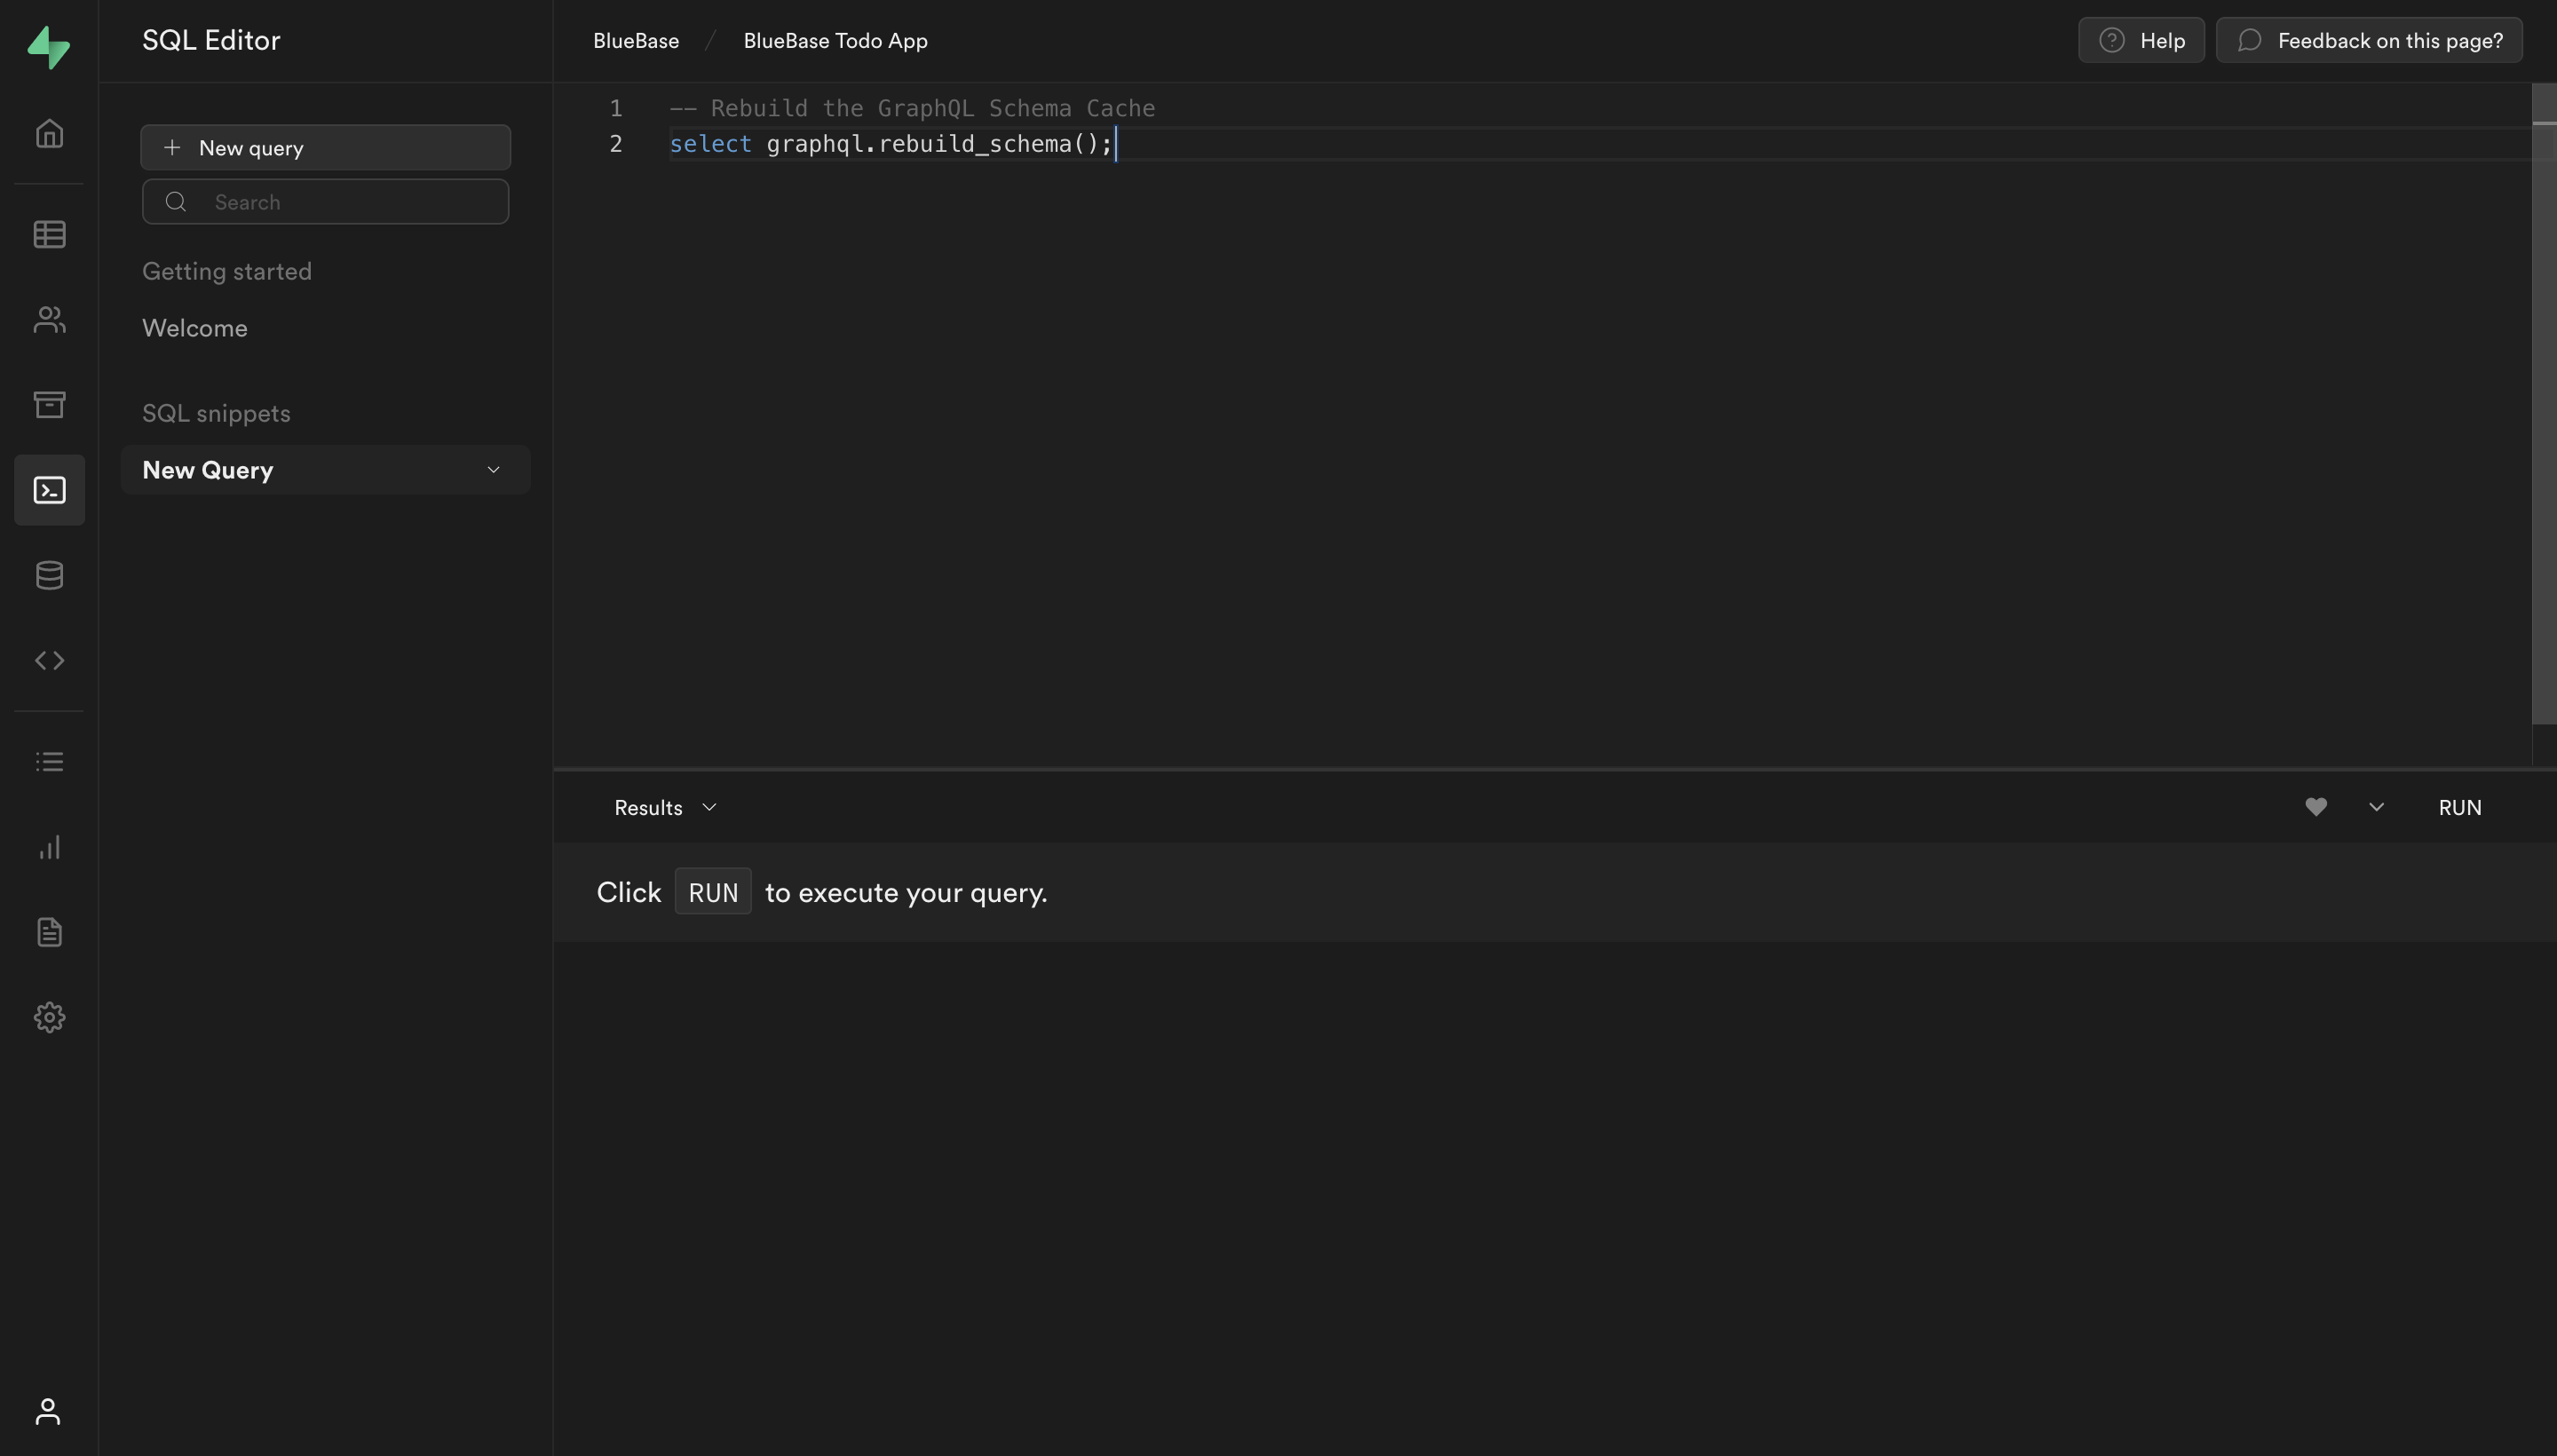 SQL Editor
BlueBase / BlueBase Todo App
Help
Feedback on this page?
New query
Search
Getting started
Welcome
SQL snippets
New Query
1 -- Rebuild the GraphQL Schema Cache
2 select graphql.rebuild_schema();
Results
RUN
Click RUN to execute your query.